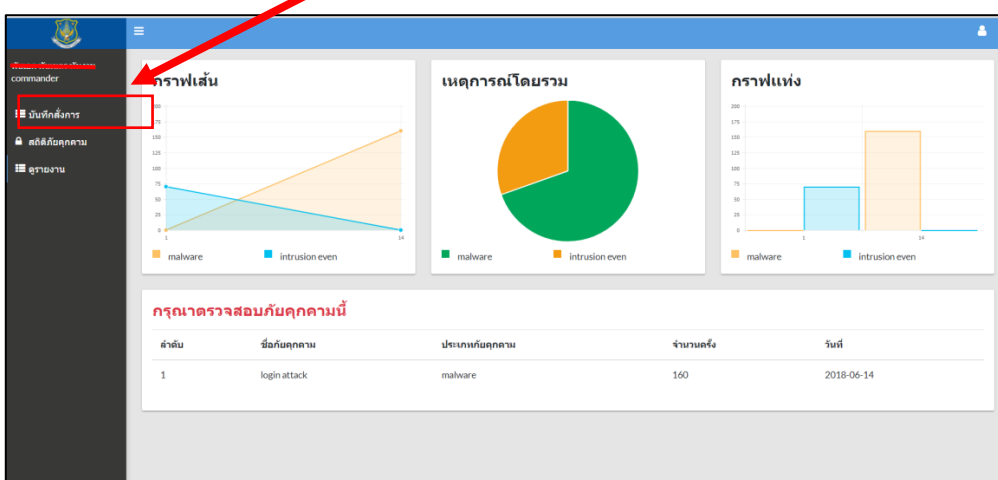 commander
บันทึกสั่งการ
สถิติภัยคุกคาม
ดูรายงาน
กราฟเส้น
200
175
150
125
100
75
50
25
0
1
14
malware
intrusion even
เหตุการณ์โดยรวม
malware
intrusion even
กราฟแท่ง
200
175
150
125
100
75
50
25
0
1
14
malware
intrusion even
กรุณาตรวจสอบภัยคุกคามนี้
ลำดับ ชื่อภัยคุกคาม ประเภทภัยคุกคาม จำนวนครั้ง วันที่
1 login attack malware 160 2018-06-14